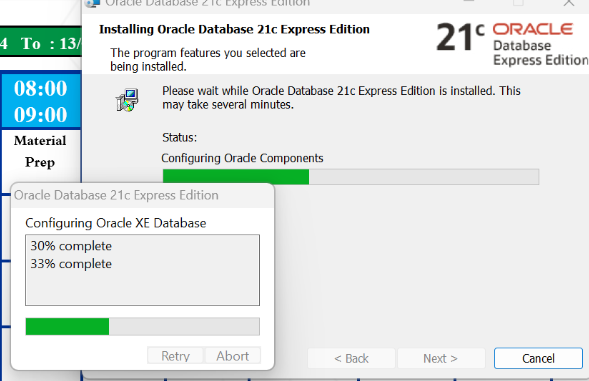 Oracle Database 21c Express Edition
Installing Oracle Database 21c Express Edition
The program features you selected are
being installed.
21c ORACLE
Database
Express Edition
4 To : 13/
08:00
09:00
Material
Prep
Please wait while Oracle Database 21c Express Edition is installed. This
may take several minutes.
Status:
Configuring Oracle Components
Oracle Database 21c Express Edition
Configuring Oracle XE Database
30% complete
33% complete
Retry Abort
< Back Next > Cancel